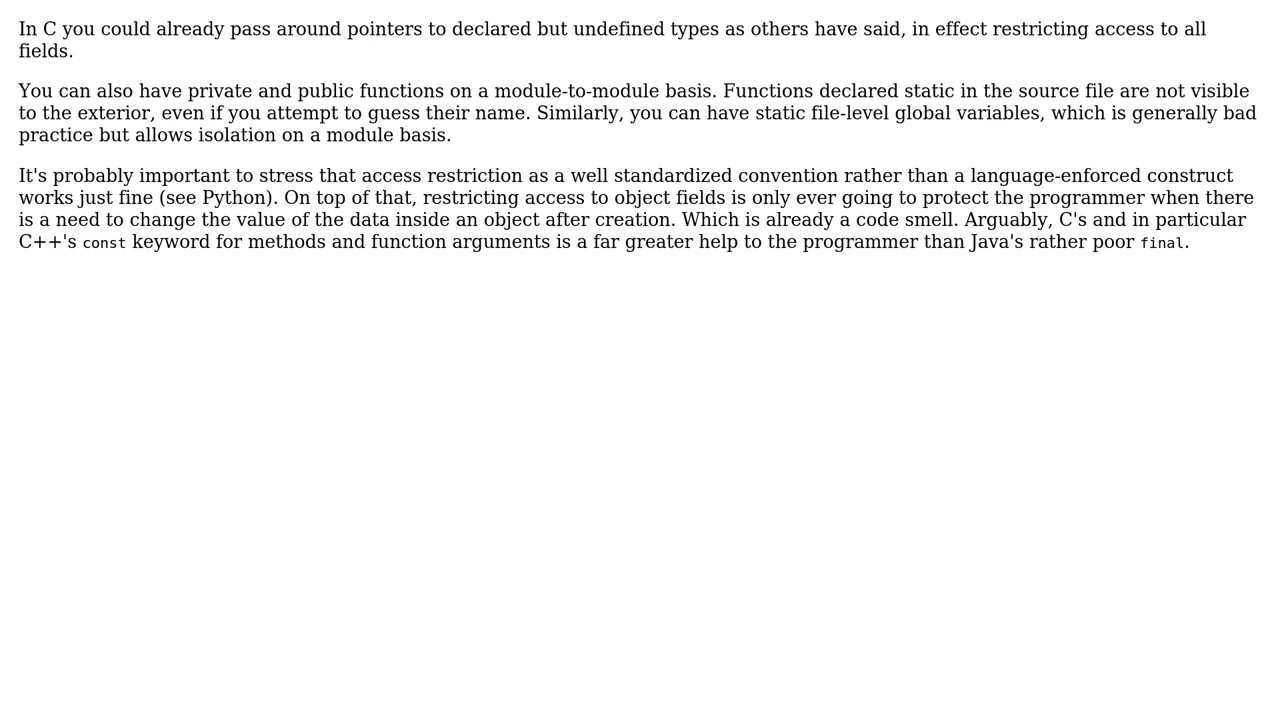 In C you could already pass around pointers to declared but undefined types as others have said, in effect restricting access to all
fields.
You can also have private and public functions on a module-to-module basis. Functions declared static in the source file are not visible
to the exterior, even if you attempt to guess their name. Similarly, you can have static file-level global variables, which is generally bad
practice but allows isolation on a module basis.
It's probably important to stress that access restriction as a well standardized convention rather than a language-enforced construct
works just fine (see Python). On top of that, restricting access to object fields is only ever going to protect the programmer when there
is a need to change the value of the data inside an object after creation. Which is already a code smell. Arguably, C's and in particular
C++'s const keyword for methods and function arguments is a far greater help to the programmer than Java's rather poor final.